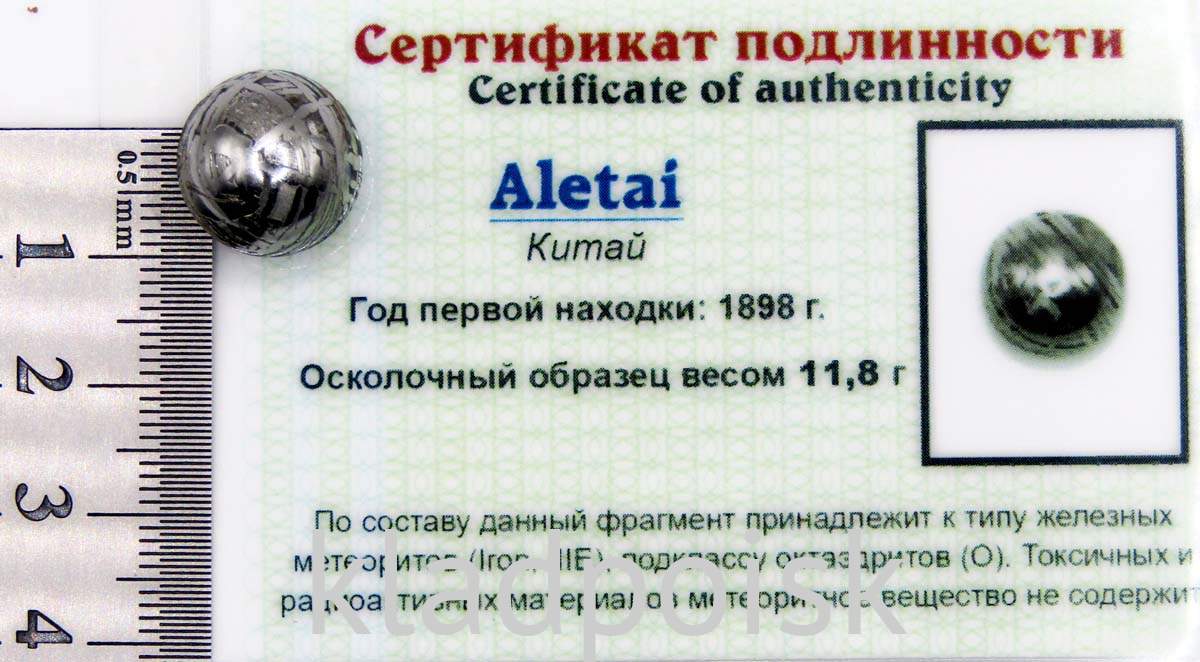 Сертификат подлинности
Certificate of authenticity
Aletai
Китай
Год первой находки: 1898 г.
Осколочный образец весом 11,8 г
По составу данный фрагмент принадлежит к типу железных
метеоритов (Iron, IIIE), подклассу октаэдритов (O). Токсичных и
радиоактивных материалов метеоритное вещество не содержит
kladpoisk
0.5 mm
1
2
3
4